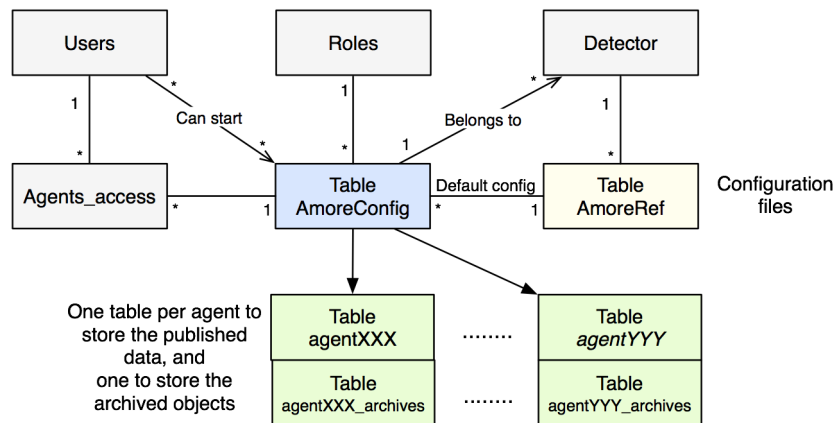 Users
Roles
Detector
1
*
1
*
1
Can start
Belongs to
*
*
1
*
*
Agents_access
Table
AmoreConfig
Default config
Table
AmoreRef
Configuration
files
*
1
*
1
One table per agent to
store the published
data, and
one to store the
archived objects
Table
agentXXX
........
Table
agentYYY
Table
agentXXX_archives
........
Table
agentYYY_archives